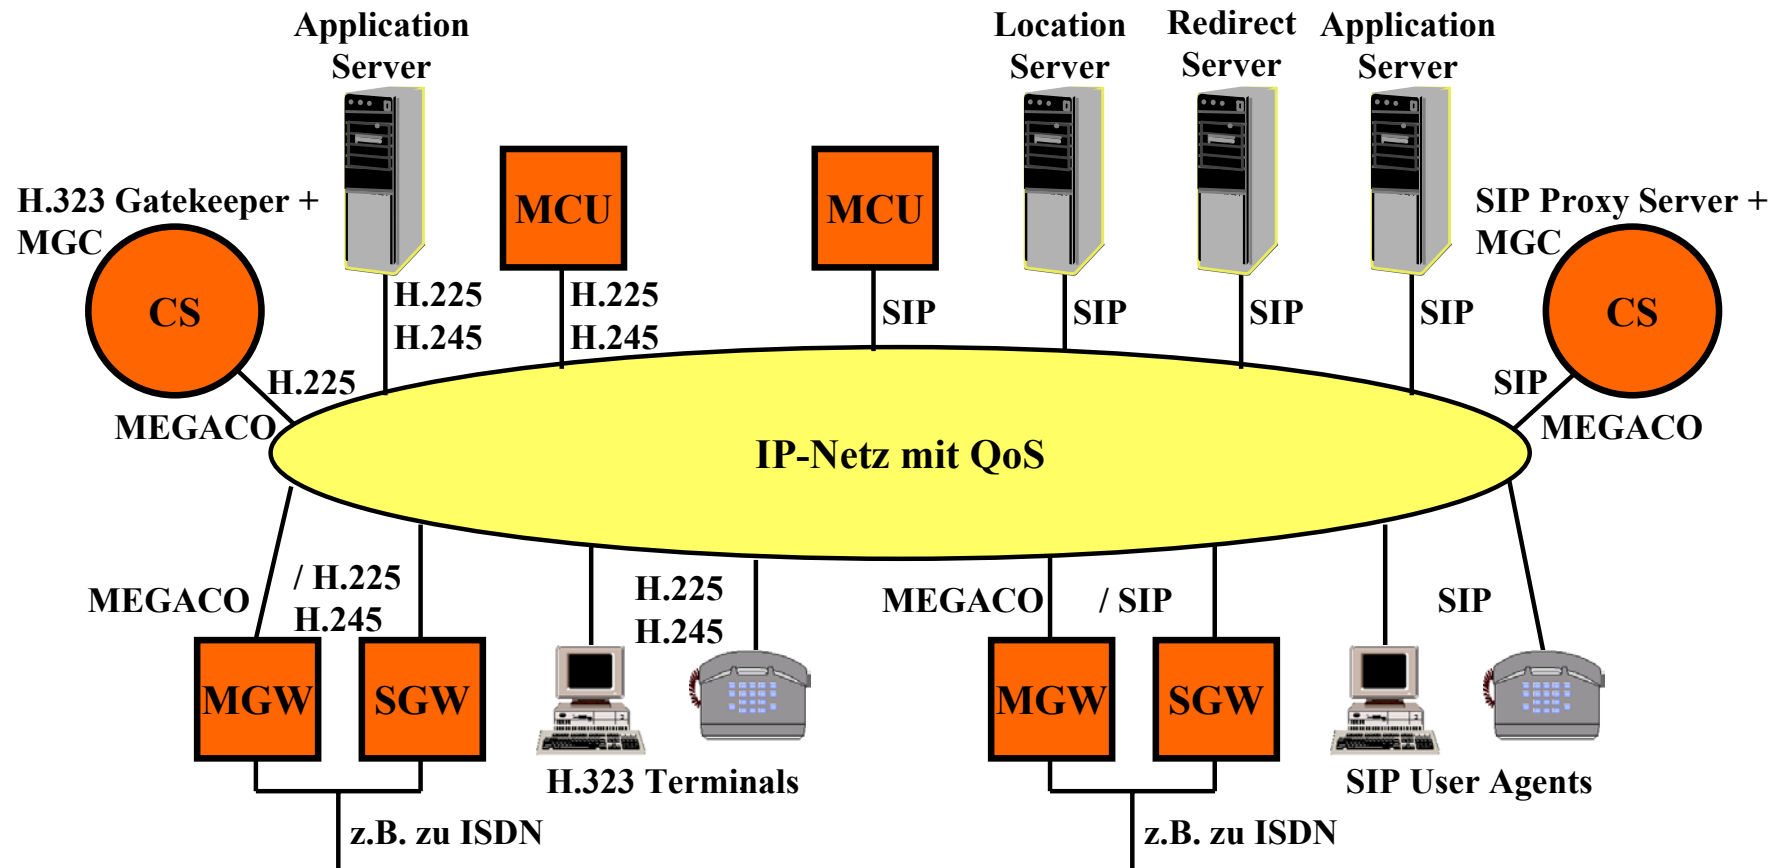 Application
Server
Location
Server
Redirect
Server
Application
Server
H.323 Gatekeeper +
MGC
CS
MCU
MCU
SIP Proxy Server +
MGC
CS
H.225
H.245
H.225
H.245
SIP
SIP
SIP
SIP
H.225
MEGACO
SIP
MEGACO
IP-Netz mit QoS
MEGACO
/ H.225
H.245
H.225
H.245
MEGACO
/ SIP
SIP
MGW
SGW
MGW
SGW
H.323 Terminals
SIP User Agents
z.B. zu ISDN
z.B. zu ISDN